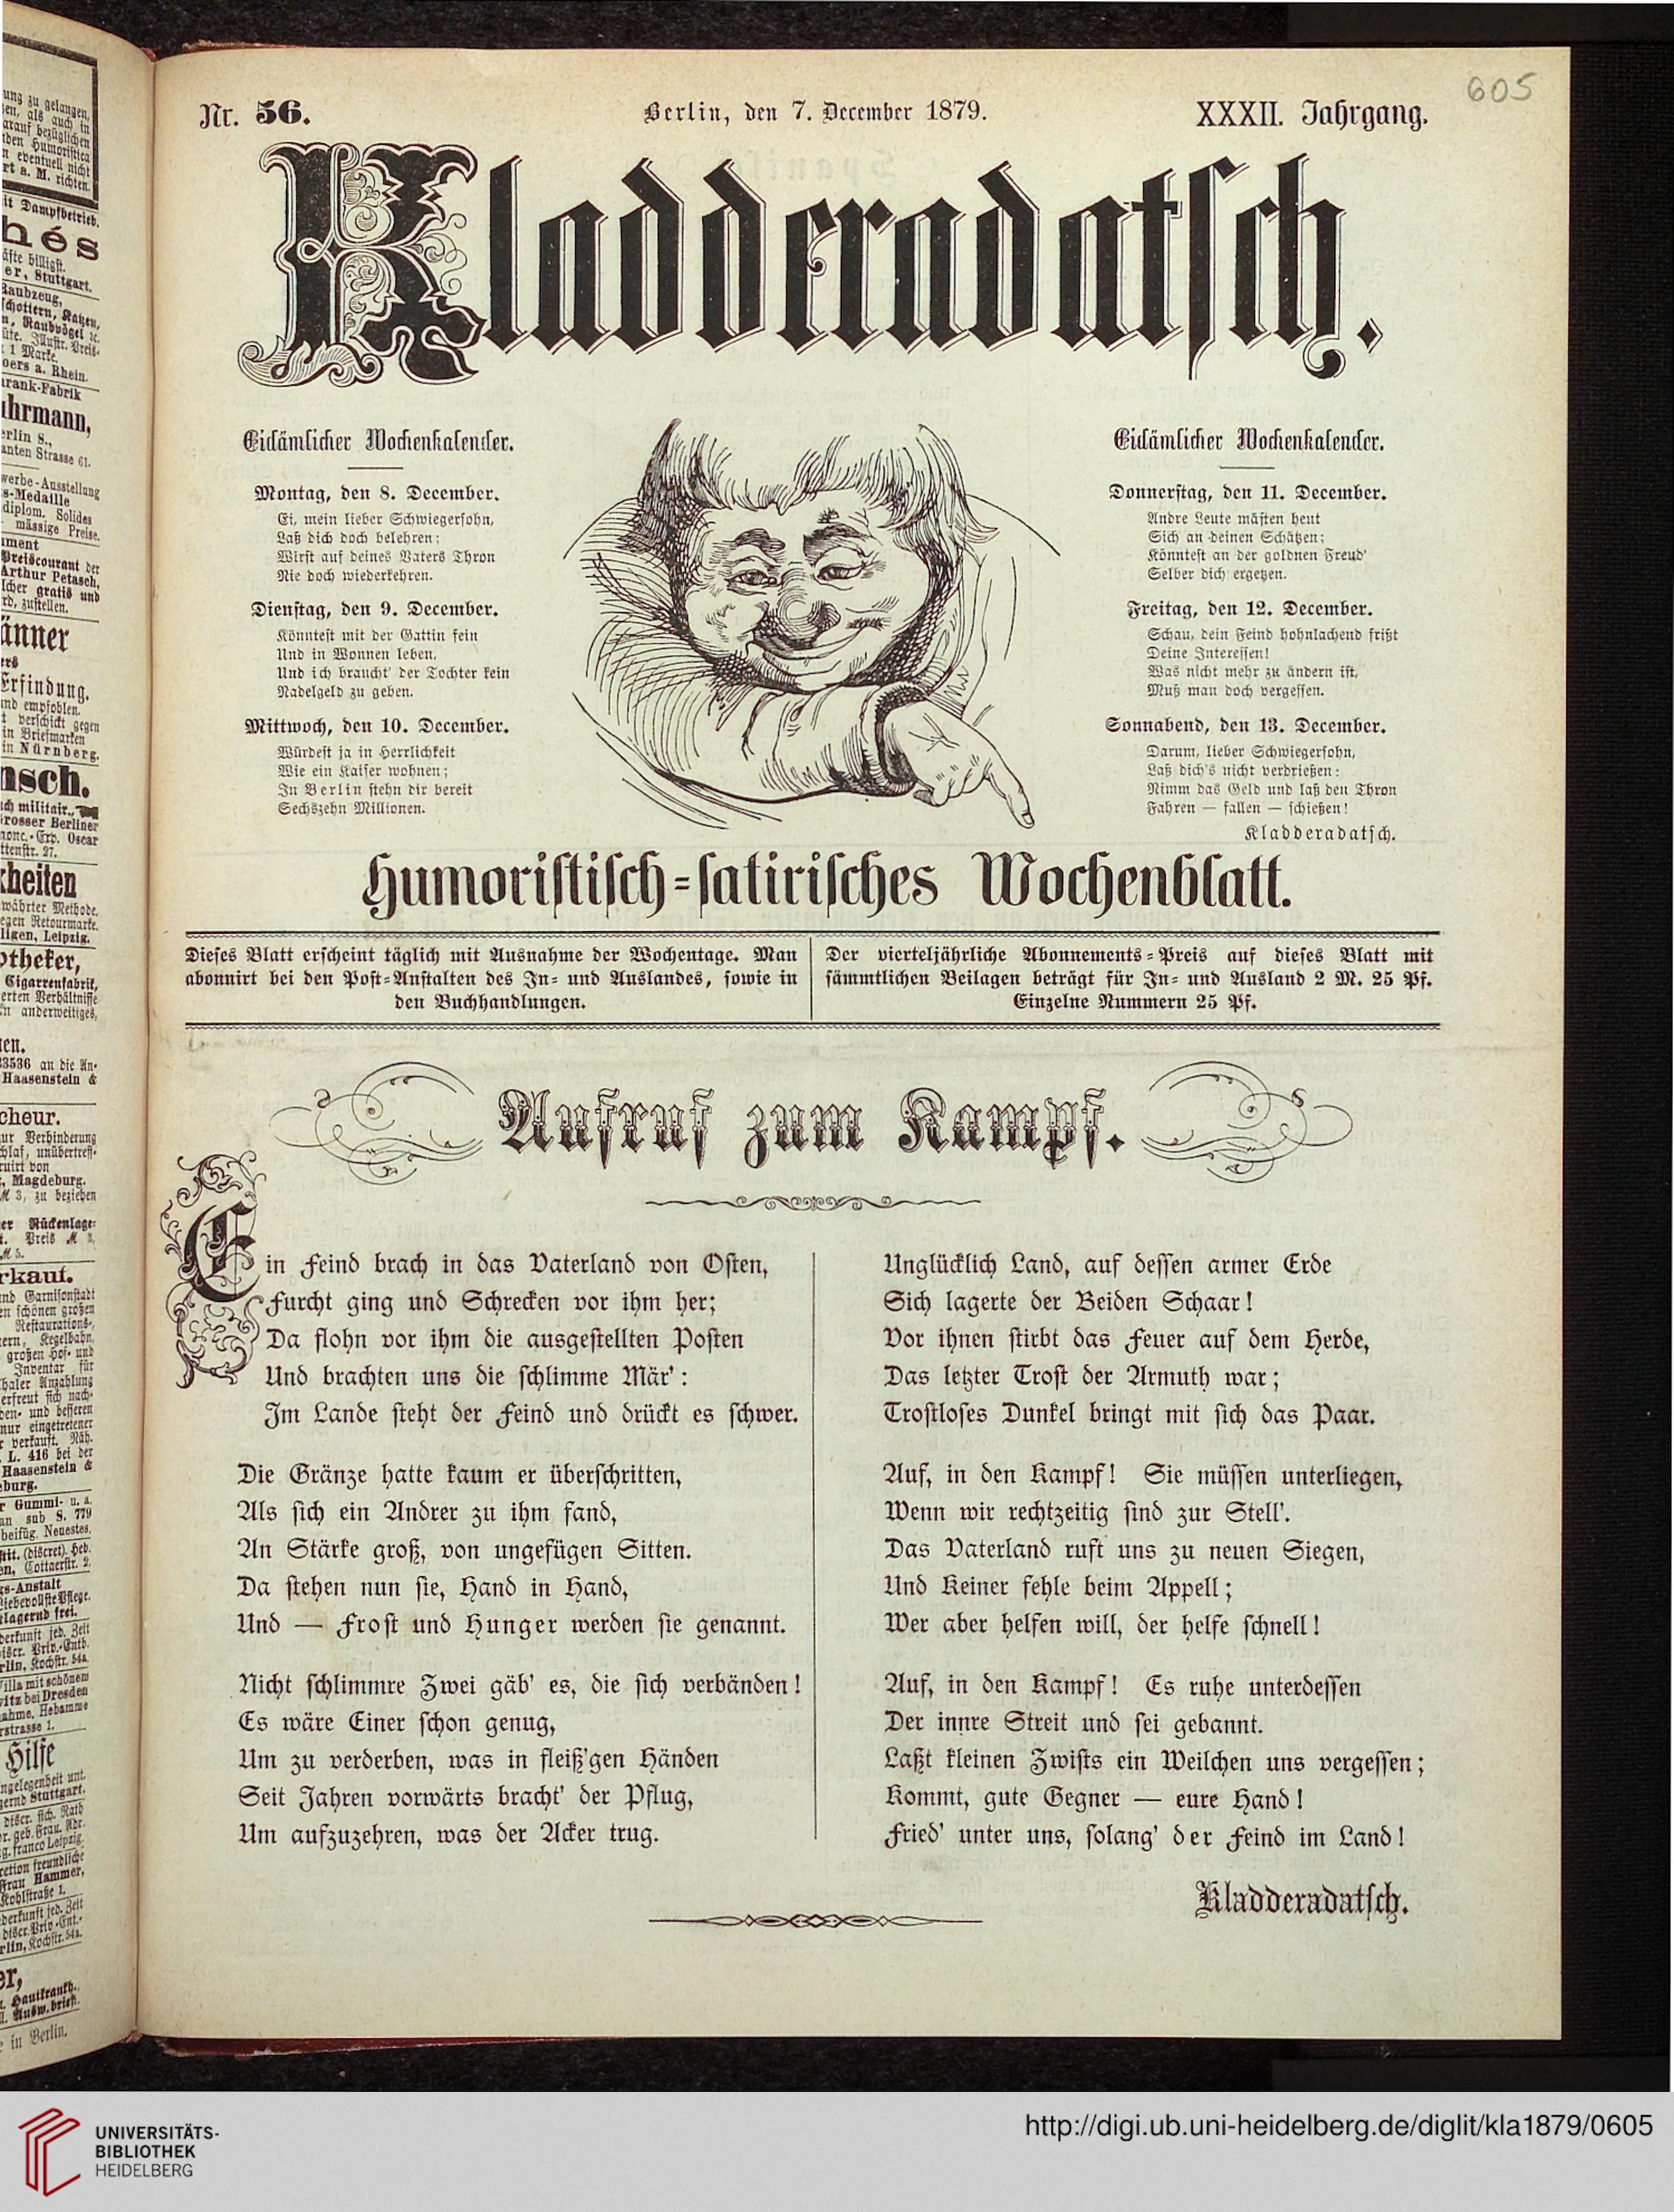 605
Nr. 56.
Berlin, den 7. December 1879.
XXXII. Jahrgang.
Kladderadatsch.
Eidämlicher Wochenkalender.
Montag, den 8. December.
Ei, mein lieber Schwiegersohn,
Laß dich doch belehren;
Wirst auf deines Vaters Thron
Nie doch wiederkehren.
Dienstag, den 9. December.
Könntest mit der Gattin fein
Und in Wonnen leben,
Und ich braucht' der Tochter kein
Nadelgeld zu geben.
Mittwoch, den 10. December.
Würdest ja in Herrlichkeit
Wie ein Kaiser wohnen;
In Berlin stehn dir bereit
Sechszehn Millionen.
Eidämlicher Wochenkalender.
Donnerstag, den 11. December.
Andre Leute mästen heut
Sich an deinen Schätzen;
Könntest an der goldnen Freud'
Selber dich ergetzen.
Freitag, den 12. December.
Schau, dein Feind hohnlachend frißt
Deine Interessen!
Was nicht mehr zu ändern ist,
Muß man doch vergessen.
Sonnabend, den 13. December.
Darum, lieber Schwiegersohn,
Laß dich's nicht verdrießen:
Nimm das Geld und laß den Thron
Fahren — fallen — schießen!
Kladderadatsch.
Humoristisch-satirisches Wochenblatt.
Dieses Blatt erscheint täglich mit Ausnahme der Wochentage. Man
abonnirt bei den Post-Anstalten des In- und Auslandes, sowie in
den Buchhandlungen.
Der vierteljährliche Abonnements-Preis auf dieses Blatt mit
sämmtlichen Beilagen beträgt für In- und Ausland 2 M. 25 Pf.
Einzelne Nummern 25 Pf.
Aufruf zum Kampf.
Ein Feind brach in das Vaterland von Osten,
Furcht ging und Schrecken vor ihm her;
Da flohn vor ihm die ausgestellten Posten
Und brachten uns die schlimme Mär':
Im Lande steht der Feind und drückt es schwer.
Die Gränze hatte kaum er überschritten,
Als sich ein Andrer zu ihm fand,
An Stärke groß, von ungefügen Sitten.
Da stehen nun sie, Hand in Hand,
Und — Frost und Hunger werden sie genannt.
Nicht schlimmre Zwei gäb' es, die sich verbänden!
Es wäre Einer schon genug,
Um zu verderben, was in fleiß'gen Händen
Seit Jahren vorwärts bracht' der Pflug,
Um aufzuzehren, was der Acker trug.
Unglücklich Land, auf dessen armer Erde
Sich lagerte der Beiden Schaar!
Vor ihnen stirbt das Feuer auf dem Herde,
Das letzter Trost der Armuth war;
Trostloses Dunkel bringt mit sich das Paar.
Auf, in den Kampf! Sie müssen unterliegen,
Wenn wir rechtzeitig sind zur Stell'.
Das Vaterland ruft uns zu neuen Siegen,
Und Keiner fehle beim Appell;
Wer aber helfen will, der helfe schnell!
Auf, in den Kampf! Es ruhe unterdessen
Der innre Streit und sei gebannt.
Laßt kleinen Zwists ein Weilchen uns vergessen;
Kommt, gute Gegner — eure Hand!
Fried' unter uns, solang' der Feind im Land!
Kladderadatsch.
UNIVERSITÄTS-
BIBLIOTHEK
HEIDELBERG
http://digi.ub.uni-heidelberg.de/diglit/kla1879/0605